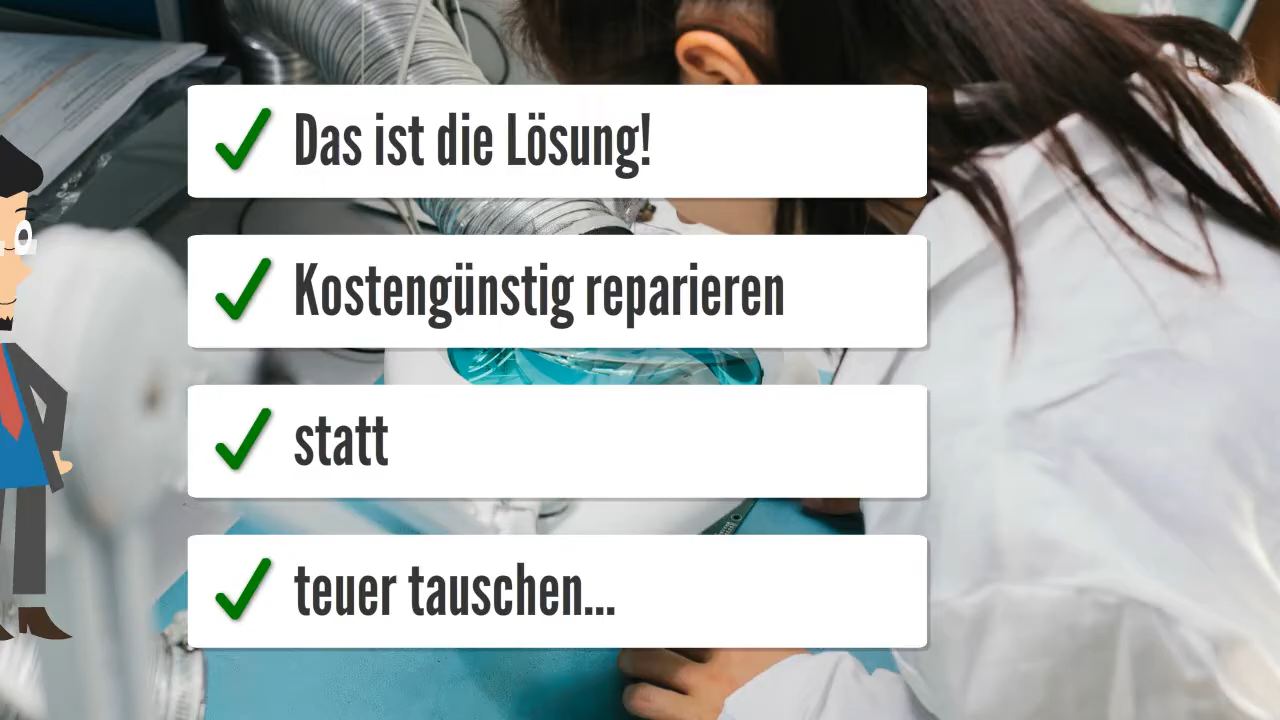 Das ist die Lösung!
Kostengünstig reparieren
statt
teuer tauschen...